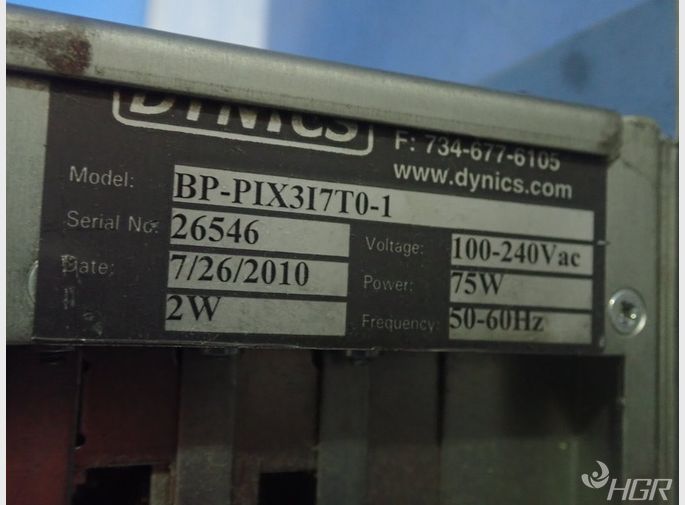 DYNICS
F: 734-677-6105
www.dynics.com
Model: BP-PIX3I7T0-1
Serial No: 26546
Voltage: 100-240Vac
Date: 7/26/2010
Power: 75W
2W
Frequency: 50-60Hz
HGR